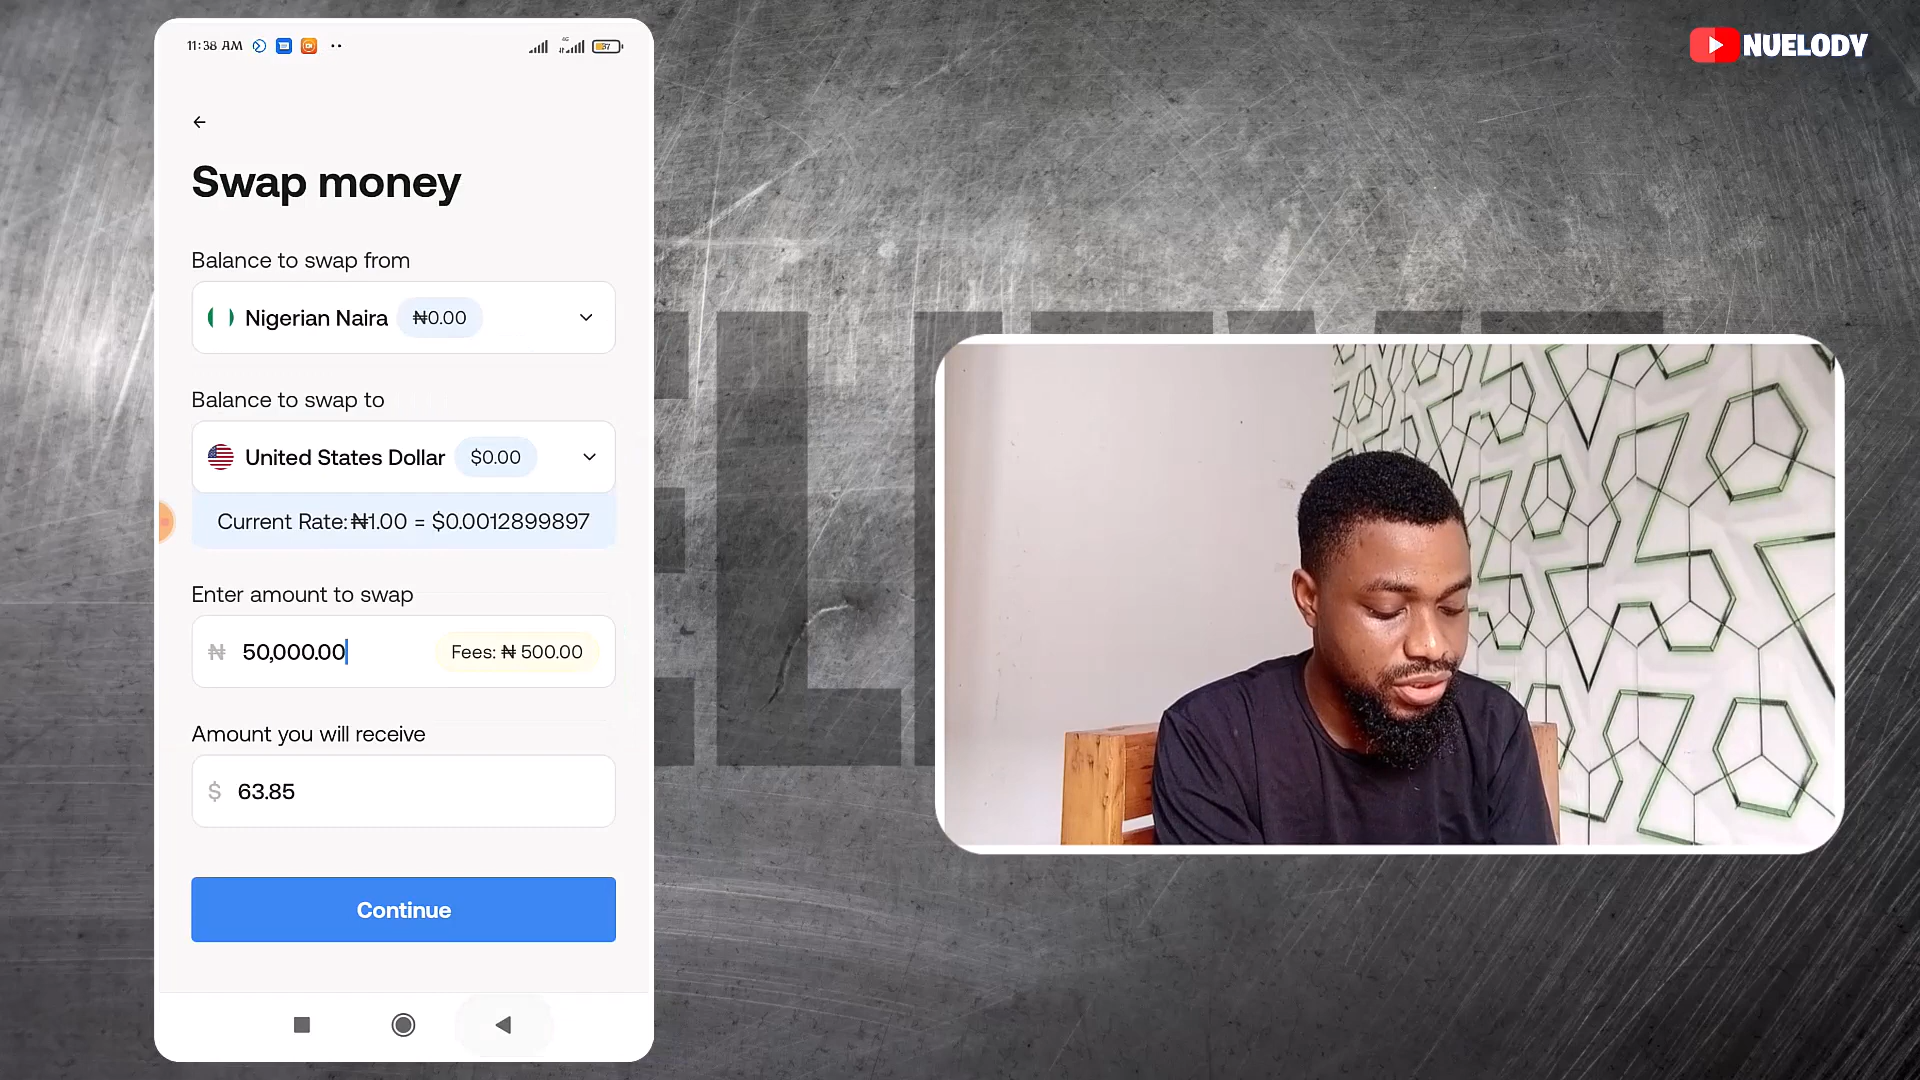 11:38 AM
4G
37
Swap money
Balance to swap from
Nigerian Naira ₦0.00
Balance to swap to
United States Dollar $0.00
Current Rate: ₦1.00 = $0.0012899897
Enter amount to swap
₦ 50,000.00 Fees: ₦ 500.00
Amount you will receive
$ 63.85
Continue
NUELODY